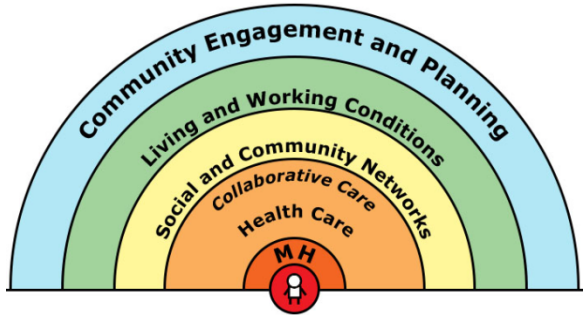 Community Engagement and Planning
Living and Working Conditions
Social and Community Networks
Collaborative Care
Health Care
MH